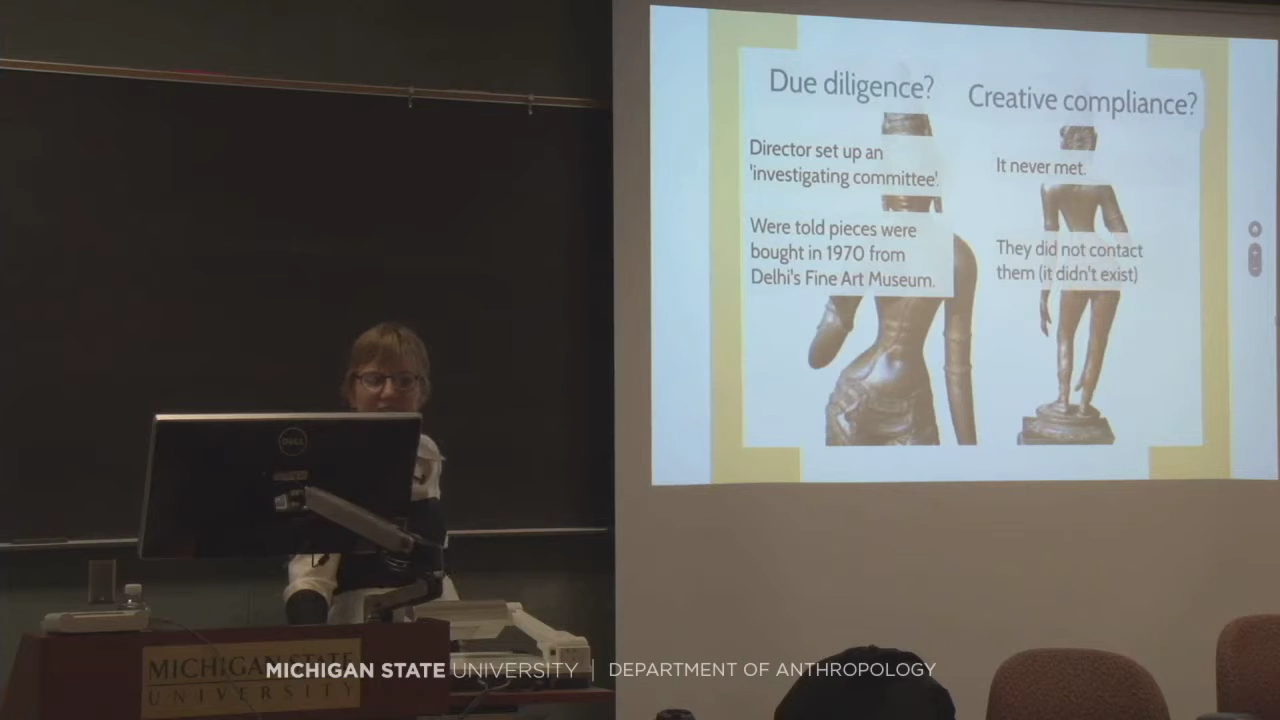 Due diligence?
Creative compliance?
Director set up an
'investigating committee'.
It never met.
Were told pieces were
bought in 1970 from
Delhi's Fine Art Museum.
They did not contact
them (it didn't exist)
DELL
MICHIGAN STATE
UNIVERSITY
MICHIGAN STATE UNIVERSITY | DEPARTMENT OF ANTHROPOLOGY